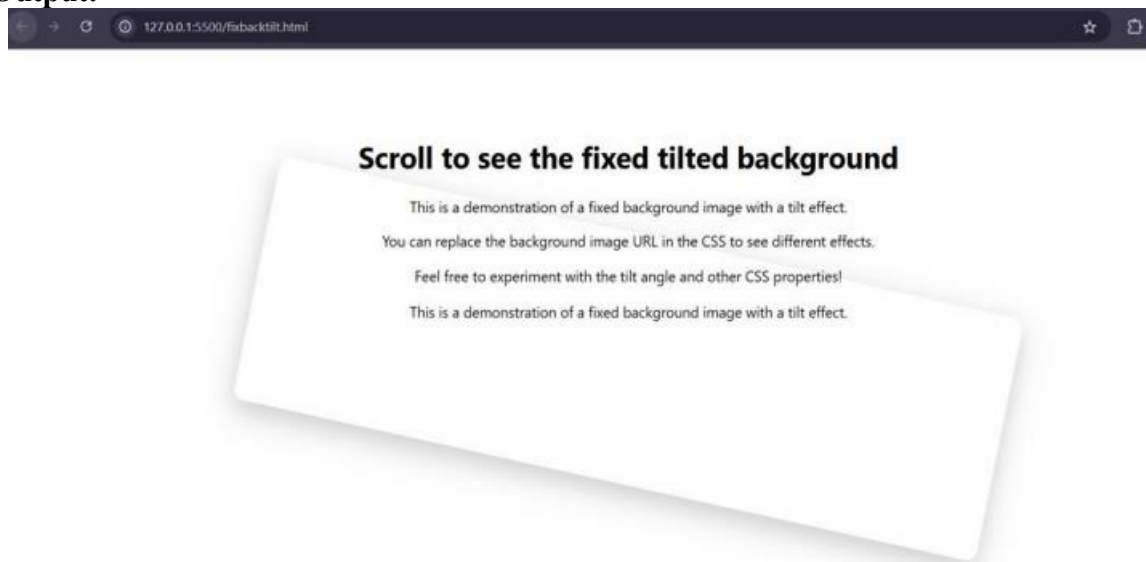 127.0.0.1:5500/fixbacktilt.html
Scroll to see the fixed tilted background
This is a demonstration of a fixed background image with a tilt effect.
You can replace the background image URL in the CSS to see different effects.
Feel free to experiment with the tilt angle and other CSS properties!
This is a demonstration of a fixed background image with a tilt effect.